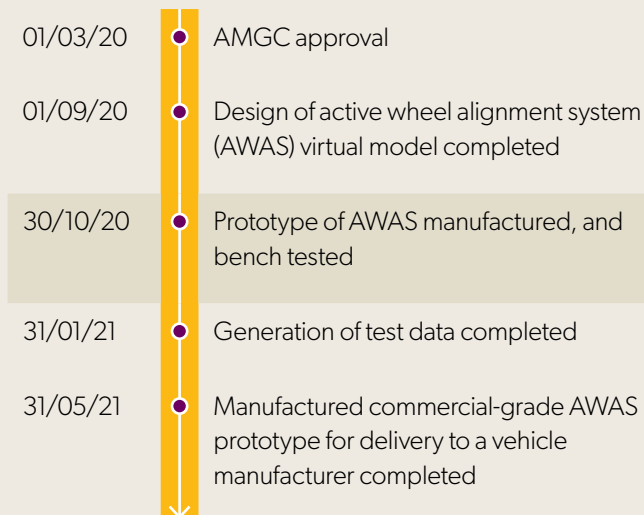 01/03/20 AMGC approval
01/09/20 Design of active wheel alignment system
(AWAS) virtual model completed
30/10/20 Prototype of AWAS manufactured, and
bench tested
31/01/21 Generation of test data completed
31/05/21 Manufactured commercial-grade AWAS
prototype for delivery to a vehicle
manufacturer completed